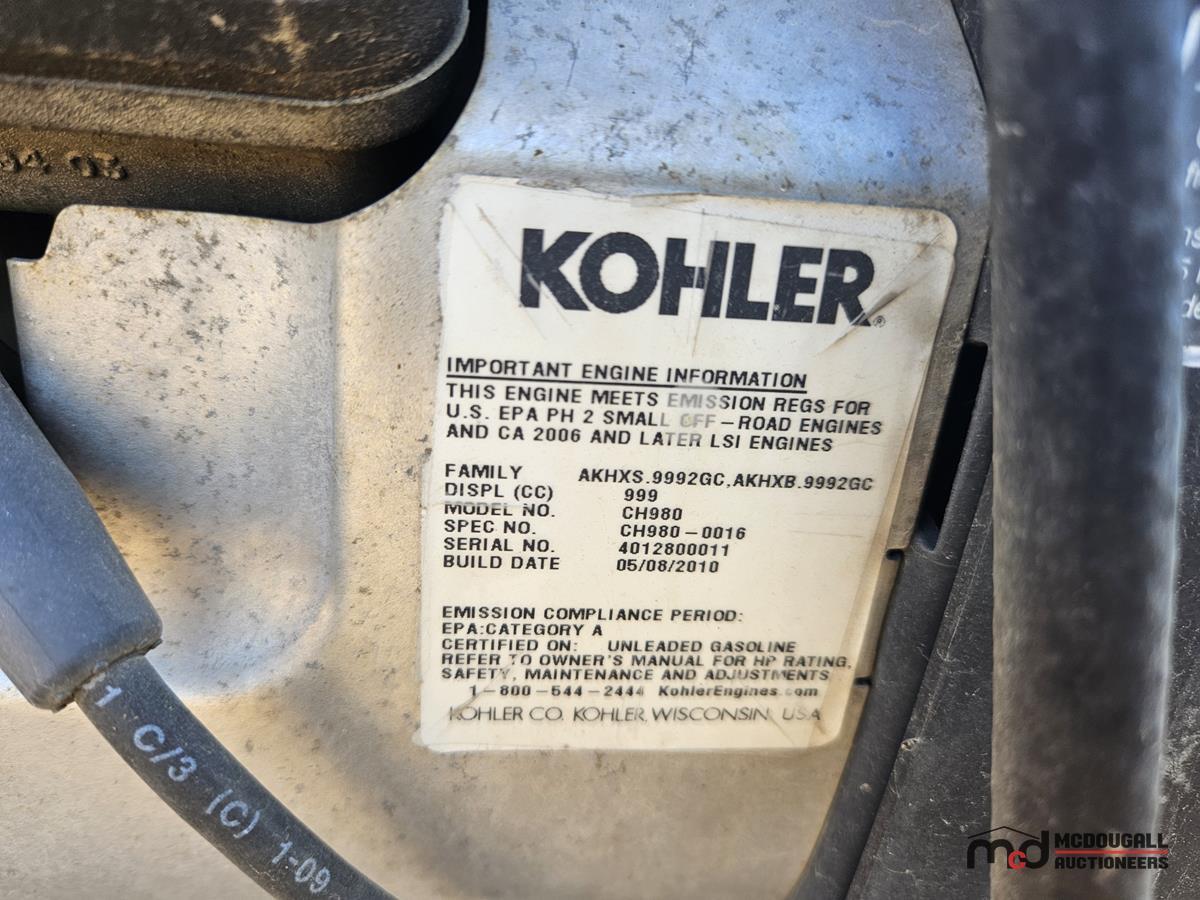 94 03
KOHLER®
IMPORTANT ENGINE INFORMATION
THIS ENGINE MEETS EMISSION REGS FOR
U.S. EPA PH 2 SMALL OFF-ROAD ENGINES
AND CA 2006 AND LATER LSI ENGINES
FAMILY AKHXS.9992GC,AKHXB.9992GC
DISPL (CC) 999
MODEL NO. CH980
SPEC NO. CH980-0016
SERIAL NO. 4012800011
BUILD DATE 05/08/2010
EMISSION COMPLIANCE PERIOD:
EPA:CATEGORY A
CERTIFIED ON: UNLEADED GASOLINE
REFER TO OWNER'S MANUAL FOR HP RATING,
SAFETY, MAINTENANCE AND ADJUSTMENTS
1-800-544-2444 KohlerEngines.com
KOHLER CO. KOHLER, WISCONSIN USA
1 C/3 (C) 1-09
mcd MCDOUGALL
AUCTIONEERS